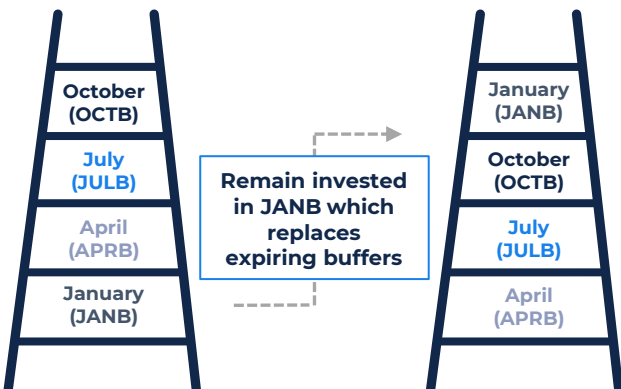 October
(OCTB)
July
(JULB)
April
(APRB)
January
(JANB)
Remain invested
in JANB which
replaces
expiring buffers
January
(JANB)
October
(OCTB)
July
(JULB)
April
(APRB)